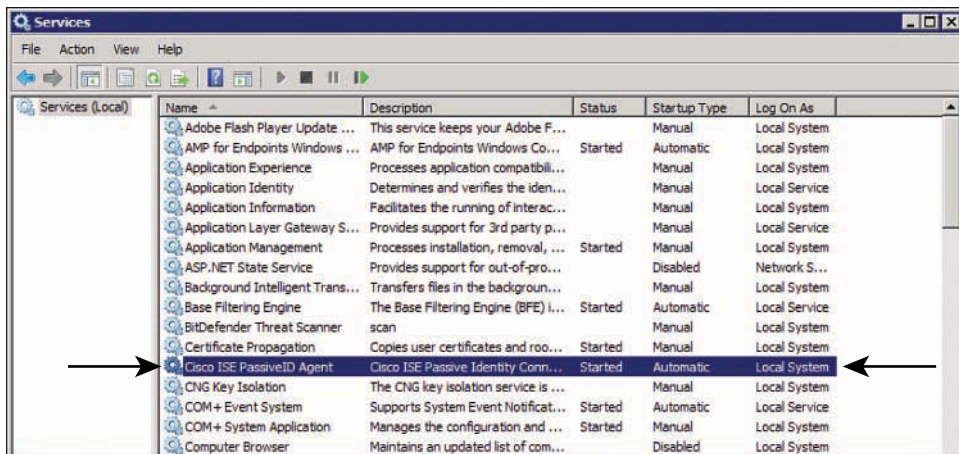 Services
File Action View Help
Services (Local)
Name Description Status Startup Type Log On As
Adobe Flash Player Update ... This service keeps your Adobe F... Manual Local System
AMP for Endpoints Windows ... AMP for Endpoints Windows Co... Started Automatic Local System
Application Experience Processes application compatibili... Manual Local System
Application Identity Determines and verifies the iden... Manual Local Service
Application Information Facilitates the running of interac... Manual Local System
Application Layer Gateway S... Provides support for 3rd party p... Manual Local Service
Application Management Processes installation, removal, ... Started Manual Local System
ASP.NET State Service Provides support for out-of-pro... Disabled Network S...
Background Intelligent Trans... Transfers files in the backgroun... Manual Local System
Base Filtering Engine The Base Filtering Engine (BFE) i... Started Automatic Local Service
BitDefender Threat Scanner scan Manual Local System
Certificate Propagation Copies user certificates and roo... Started Manual Local System
Cisco ISE PassiveID Agent Cisco ISE Passive Identity Conn... Started Automatic Local System
CNG Key Isolation The CNG key isolation service is ... Manual Local System
COM+ Event System Supports System Event Notificat... Started Automatic Local Service
COM+ System Application Manages the configuration and ... Started Manual Local System
Computer Browser Maintains an updated list of com... Disabled Local System